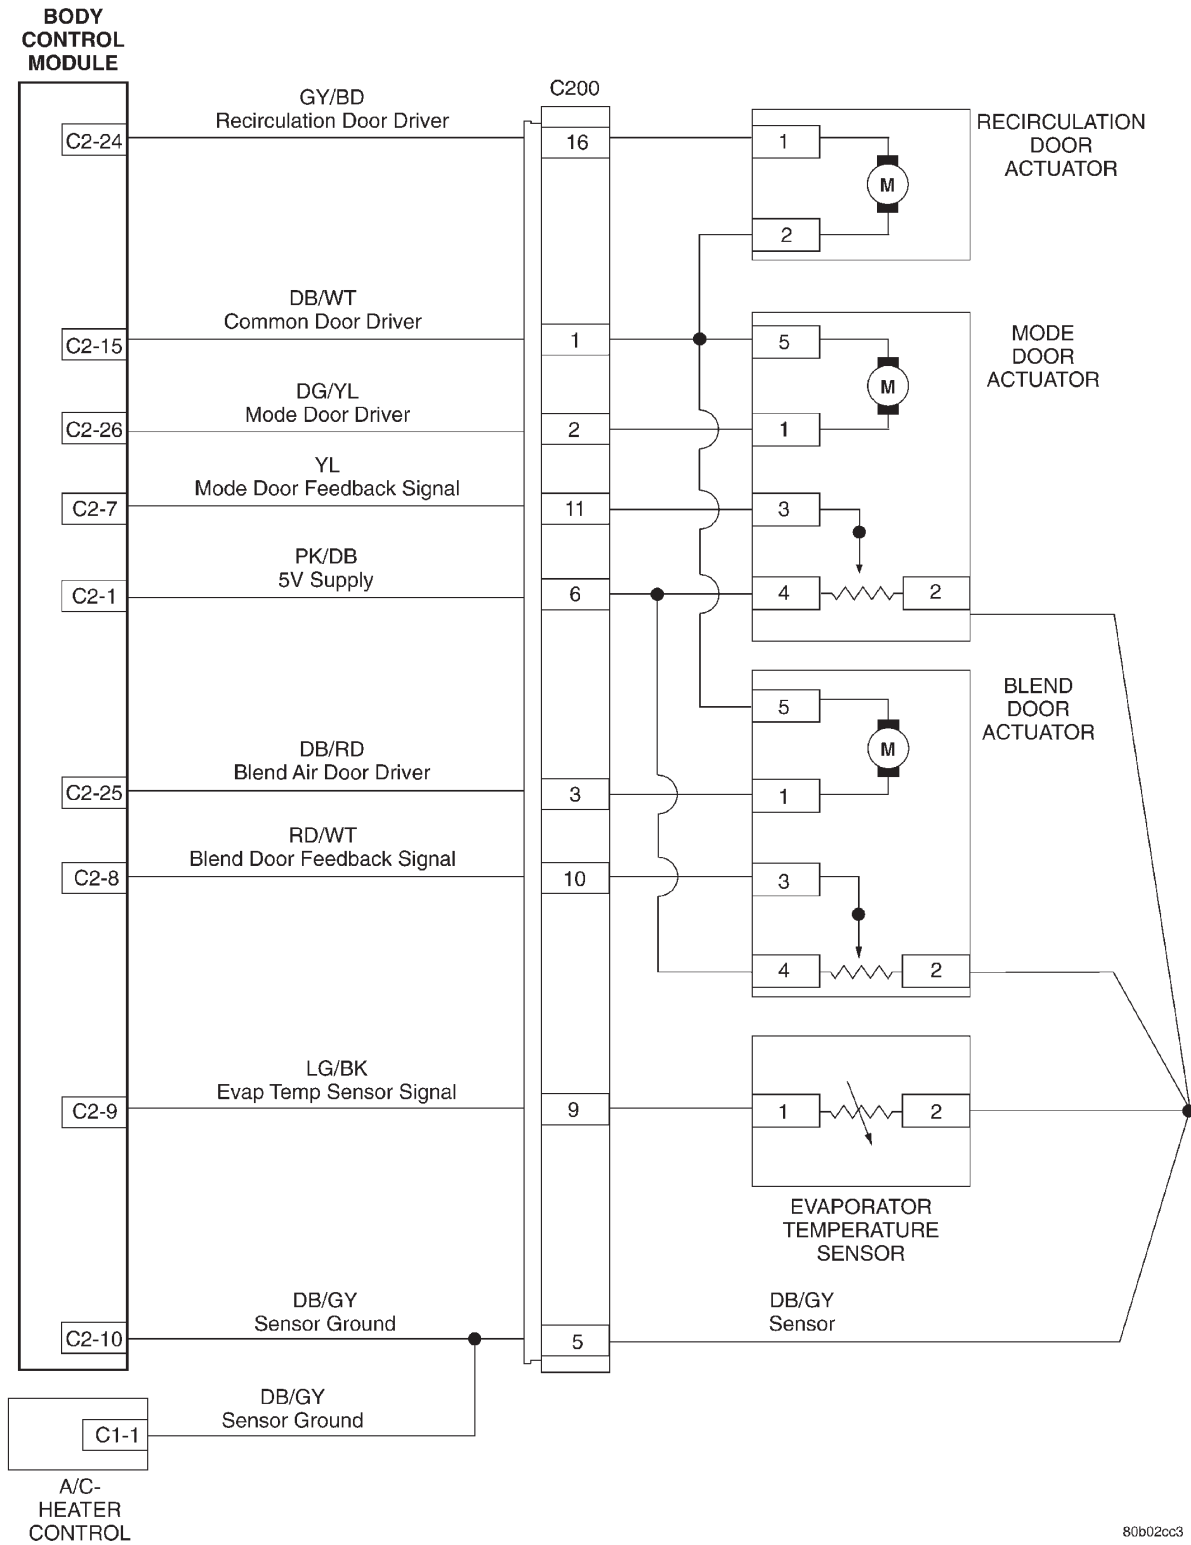 BODY
CONTROL
MODULE
C200
GY/BD
Recirculation Door Driver
C2-24
16
1
M
2
RECIRCULATION
DOOR
ACTUATOR
DB/WT
Common Door Driver
C2-15
1
5
M
MODE
DOOR
ACTUATOR
DG/YL
Mode Door Driver
C2-26
2
1
YL
Mode Door Feedback Signal
C2-7
11
3
PK/DB
5V Supply
C2-1
6
4
2
5
M
BLEND
DOOR
ACTUATOR
DB/RD
Blend Air Door Driver
C2-25
3
1
RD/WT
Blend Door Feedback Signal
C2-8
10
3
4
2
LG/BK
Evap Temp Sensor Signal
C2-9
9
1
2
EVAPORATOR
TEMPERATURE
SENSOR
DB/GY
Sensor Ground
C2-10
5
DB/GY
Sensor
DB/GY
Sensor Ground
C1-1
A/C-
HEATER
CONTROL
80b02cc3